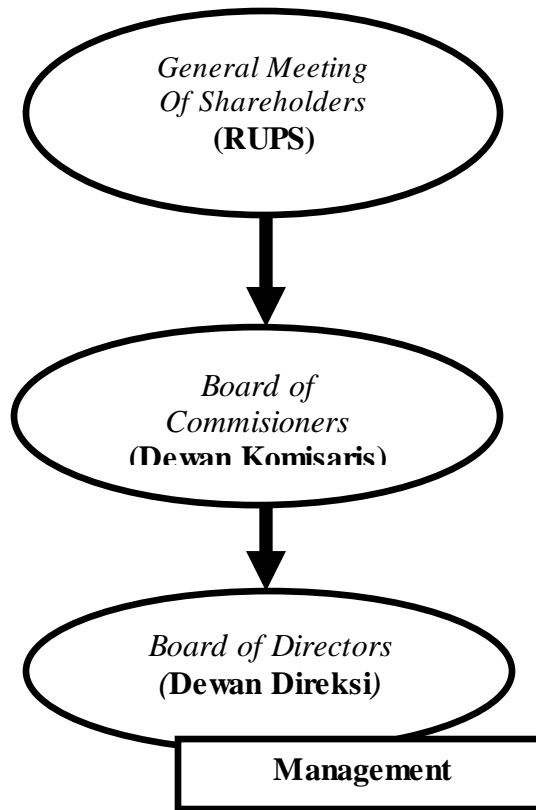 General Meeting
Of Shareholders
(RUPS)
Board of
Commisioners
(Dewan Komisaris)
Board of Directors
(Dewan Direksi)
Management